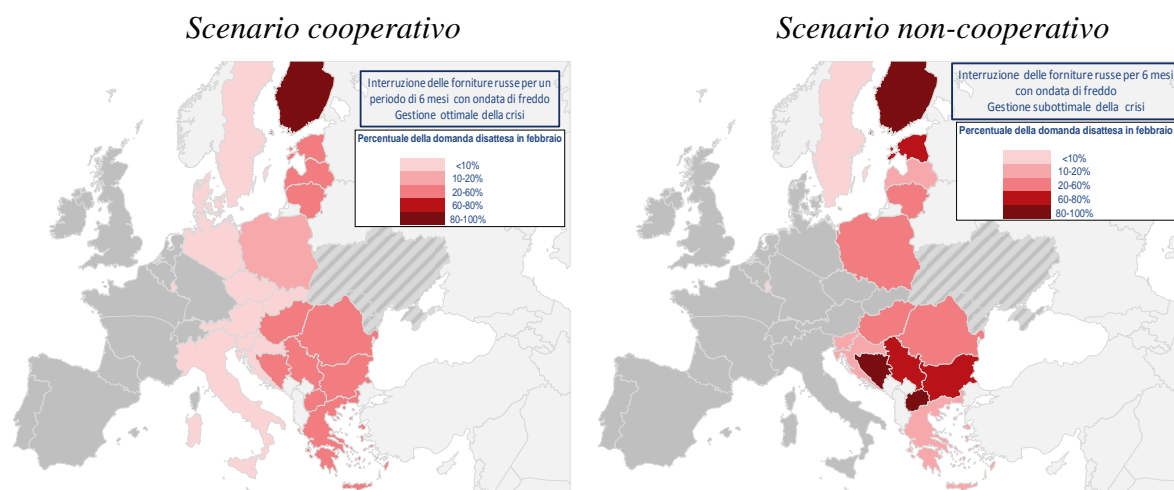 Scenario cooperativo
Interruzione delle forniture russe per un
periodo di 6 mesi con ondata di freddo
Gestione ottimale della crisi
Percentuale della domanda disattesa in febbraio
<10%
10-20%
20-60%
60-80%
80-100%
Scenario non-cooperativo
Interruzione delle forniture russe per 6 mesi
con ondata di freddo
Gestione subottimale della crisi
Percentuale della domanda disattesa in febbraio
<10%
10-20%
20-60%
60-80%
80-100%